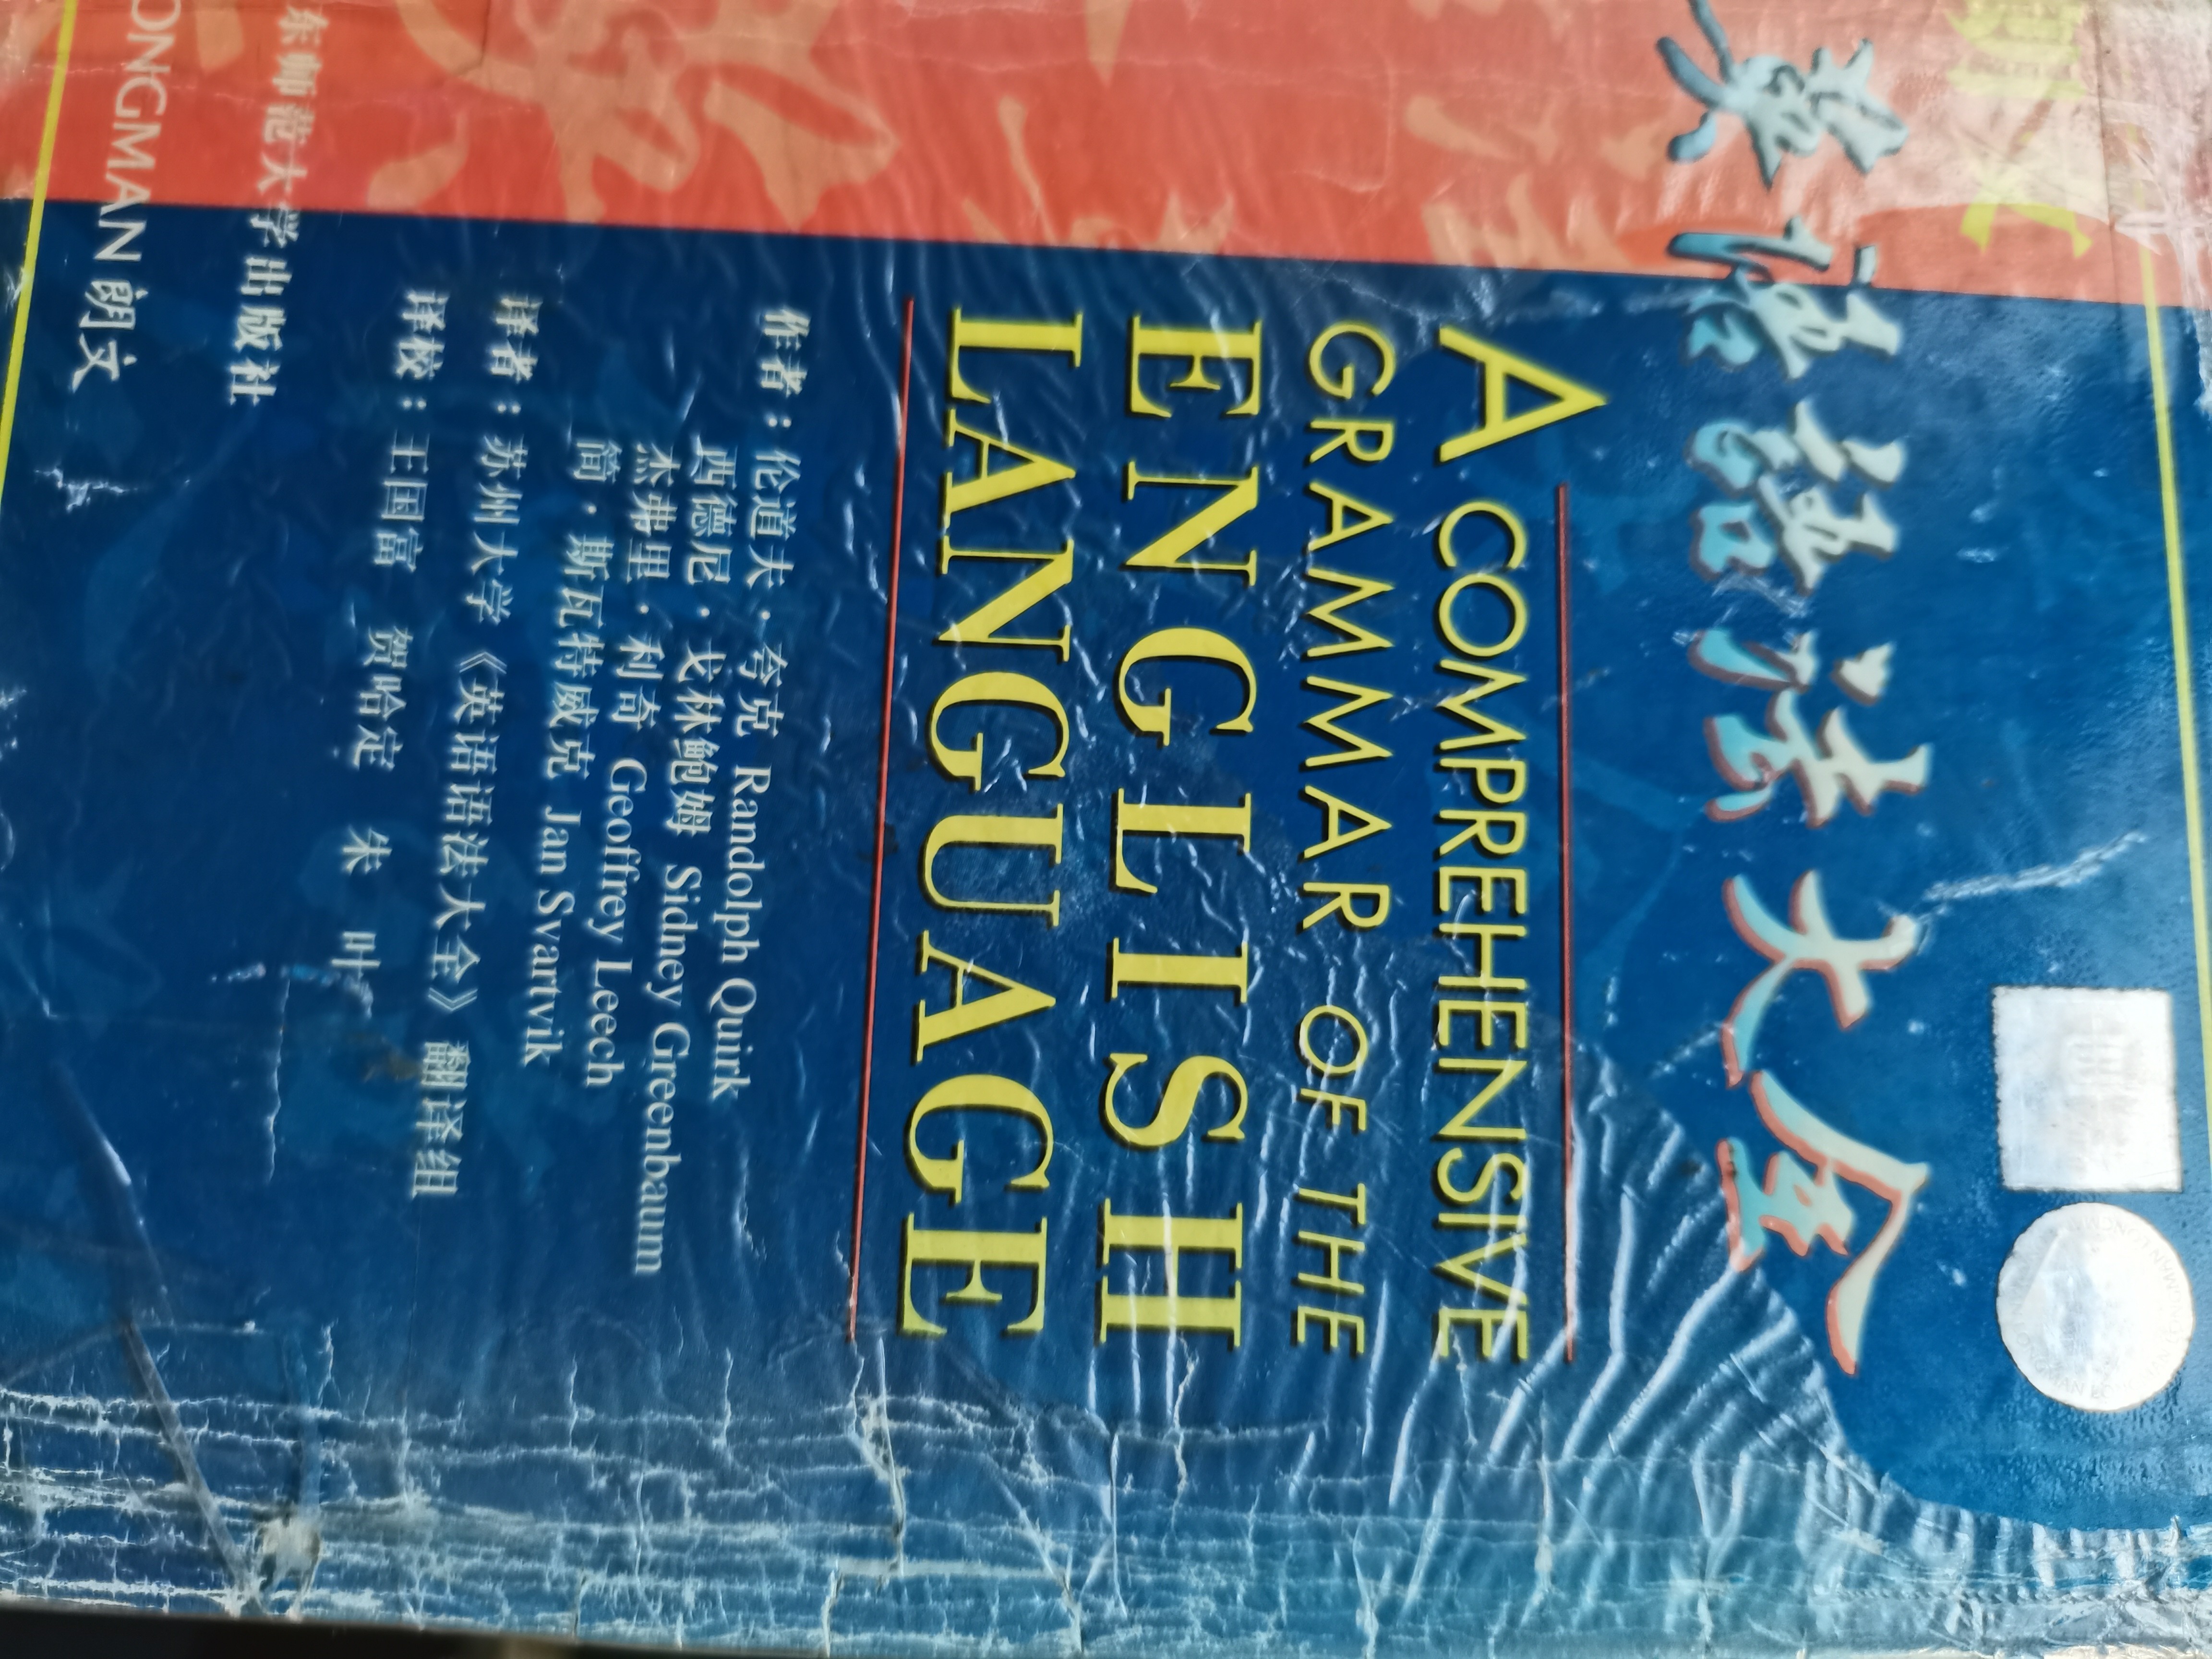 朗文
英语语法大全
A COMPREHENSIVE
GRAMMAR OF THE
ENGLISH
LANGUAGE
作者：伦道夫·夸克 Randolph Quirk
西德尼·戈林鲍姆 Sidney Greenbaum
杰弗里·利奇 Geoffrey Leech
简·斯瓦特威克 Jan Svartvik
译者：苏州大学《英语语法大全》翻译组
译校：王国富 贺哈定 朱 叶
东师范大学出版社
ONGMAN 朗文